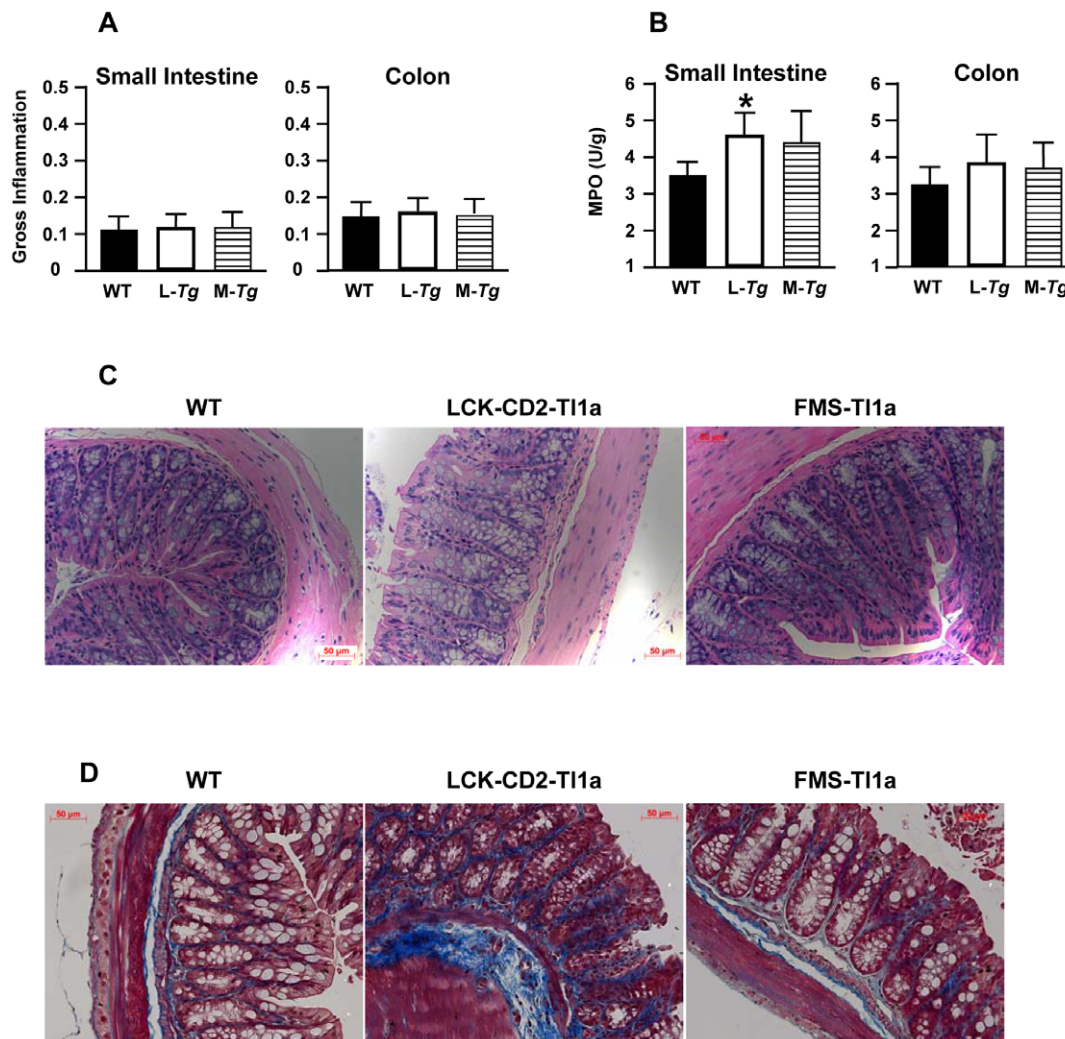 A
B
Small Intestine
Colon
Small Intestine
Colon
Gross Inflammation
0.5
0.4
0.3
0.2
0.1
0
WT
L-Tg
M-Tg
0.5
0.4
0.3
0.2
0.1
0
WT
L-Tg
M-Tg
MPO (U/g)
6
5
4
3
2
1
*
WT
L-Tg
M-Tg
6
5
4
3
2
1
WT
L-Tg
M-Tg
C
WT
LCK-CD2-Tl1a
FMS-Tl1a
50 µm
50 µm
50 µm
D
WT
LCK-CD2-Tl1a
FMS-Tl1a
50 µm
50 µm